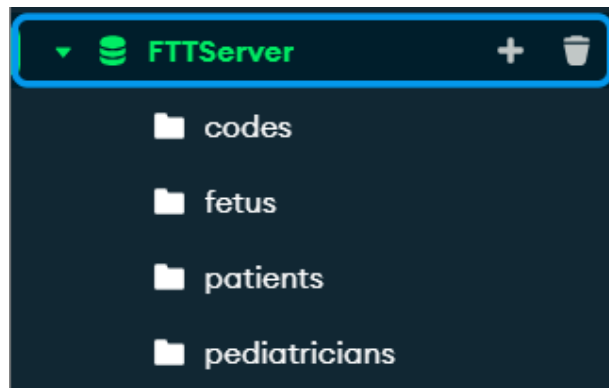 FTTServer
codes
fetus
patients
pediatricians